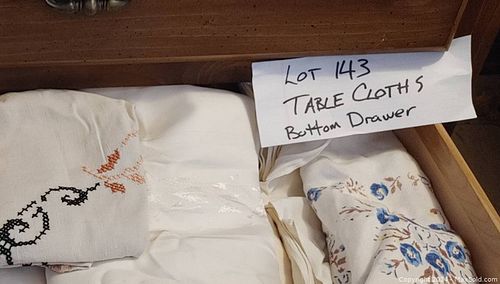 LOT 143
TABLE CLOTHS
Bottom Drawer